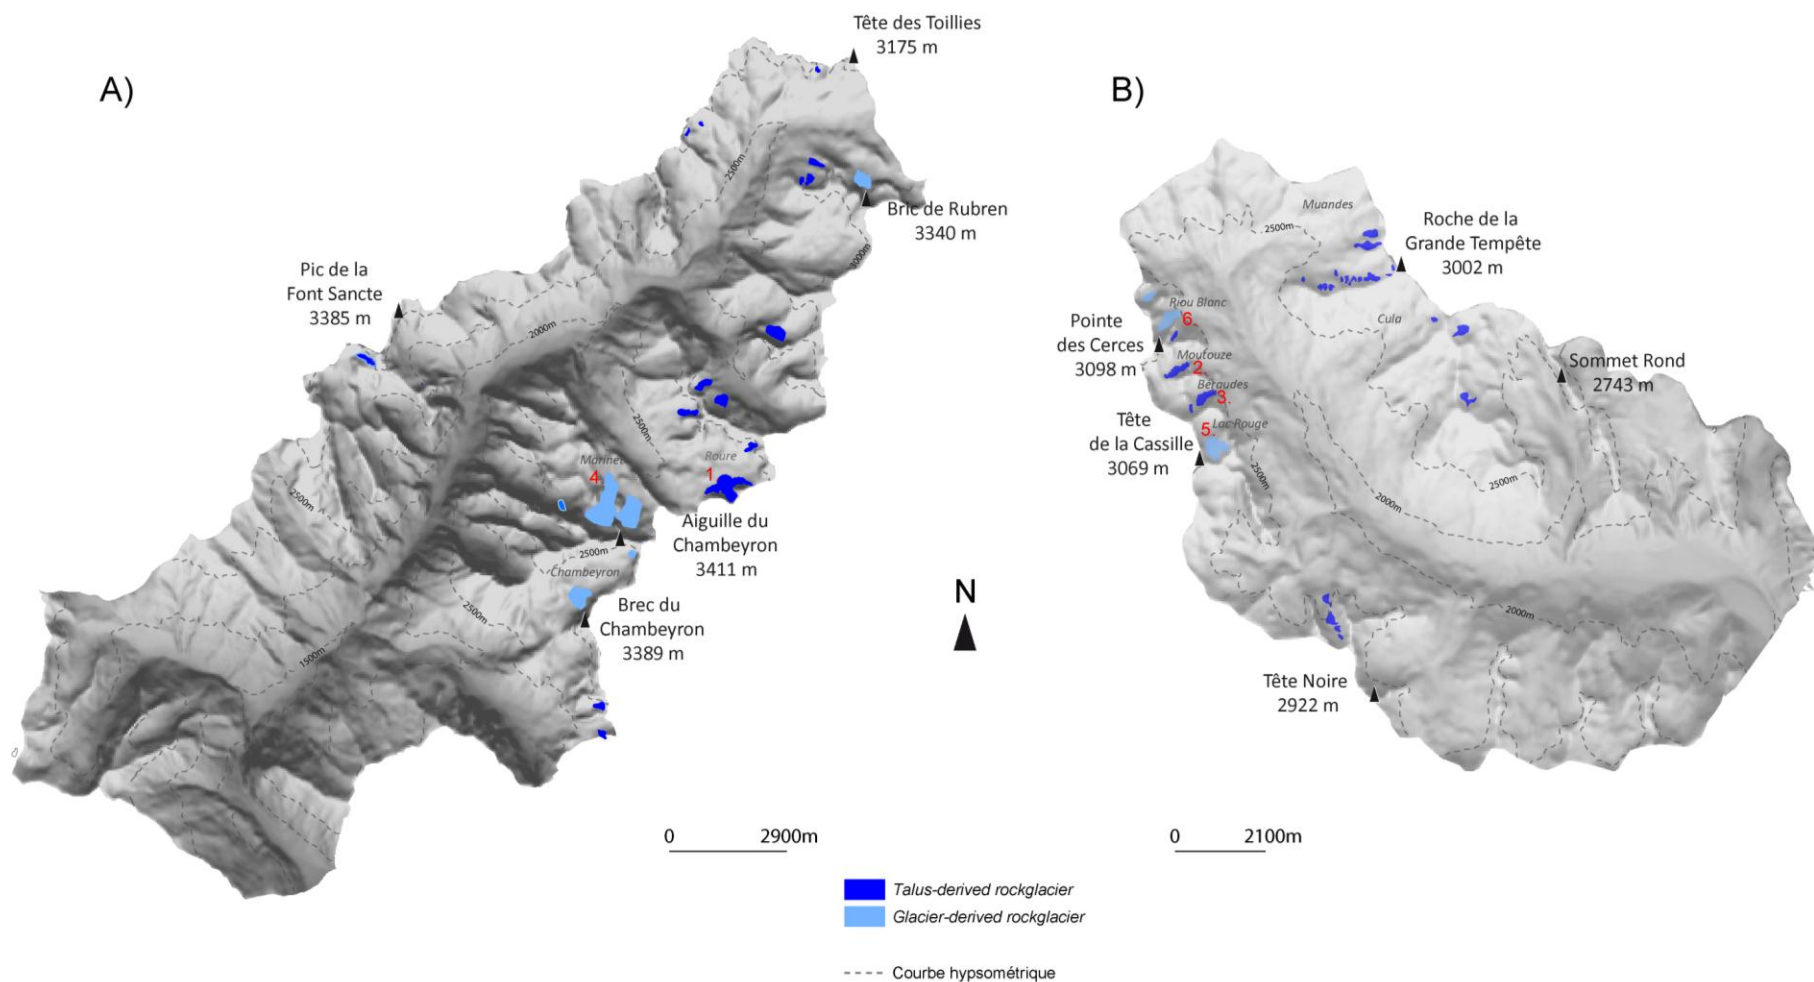 A)
Tête des Toillies
3175 m
2500m
Bric de Rubren
3340 m
3000m
Pic de la
Font Sancte
3385 m
2000m
2500m
Marinet
4
Roure
1
2500m
Aiguille du
Chambeyron
3411 m
2500m
Chambeyron
2500m
Brec du
Chambeyron
3389 m
1500m
0 2900m
N
B)
Muandes
2500m
Roche de la
Grande Tempête
3002 m
Riou Blanc
6
Cula
Pointe
des Cerces
3098 m
Moutouze
2
Béraudes
3
Sommet Rond
2743 m
Tête
de la Cassille
3069 m
5
Lac Rouge
2500m
2500m
2000m
2000m
Tête Noire
2922 m
0 2100m
Talus-derived rockglacier
Glacier-derived rockglacier
Courbe hypsométrique